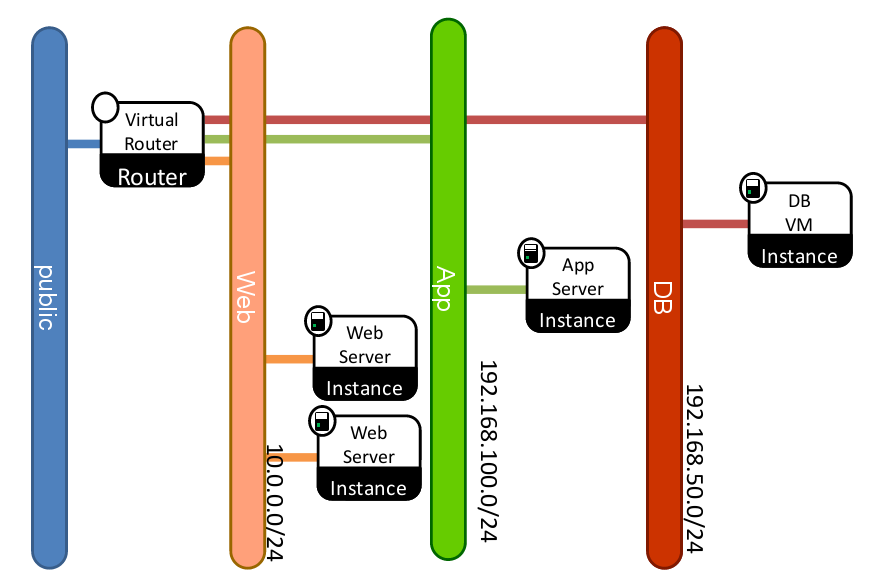 public
Virtual
Router
Router
Web
10.0.0.0/24
Web
Server
Instance
Web
Server
Instance
App
192.168.100.0/24
App
Server
Instance
DB
192.168.50.0/24
DB
VM
Instance